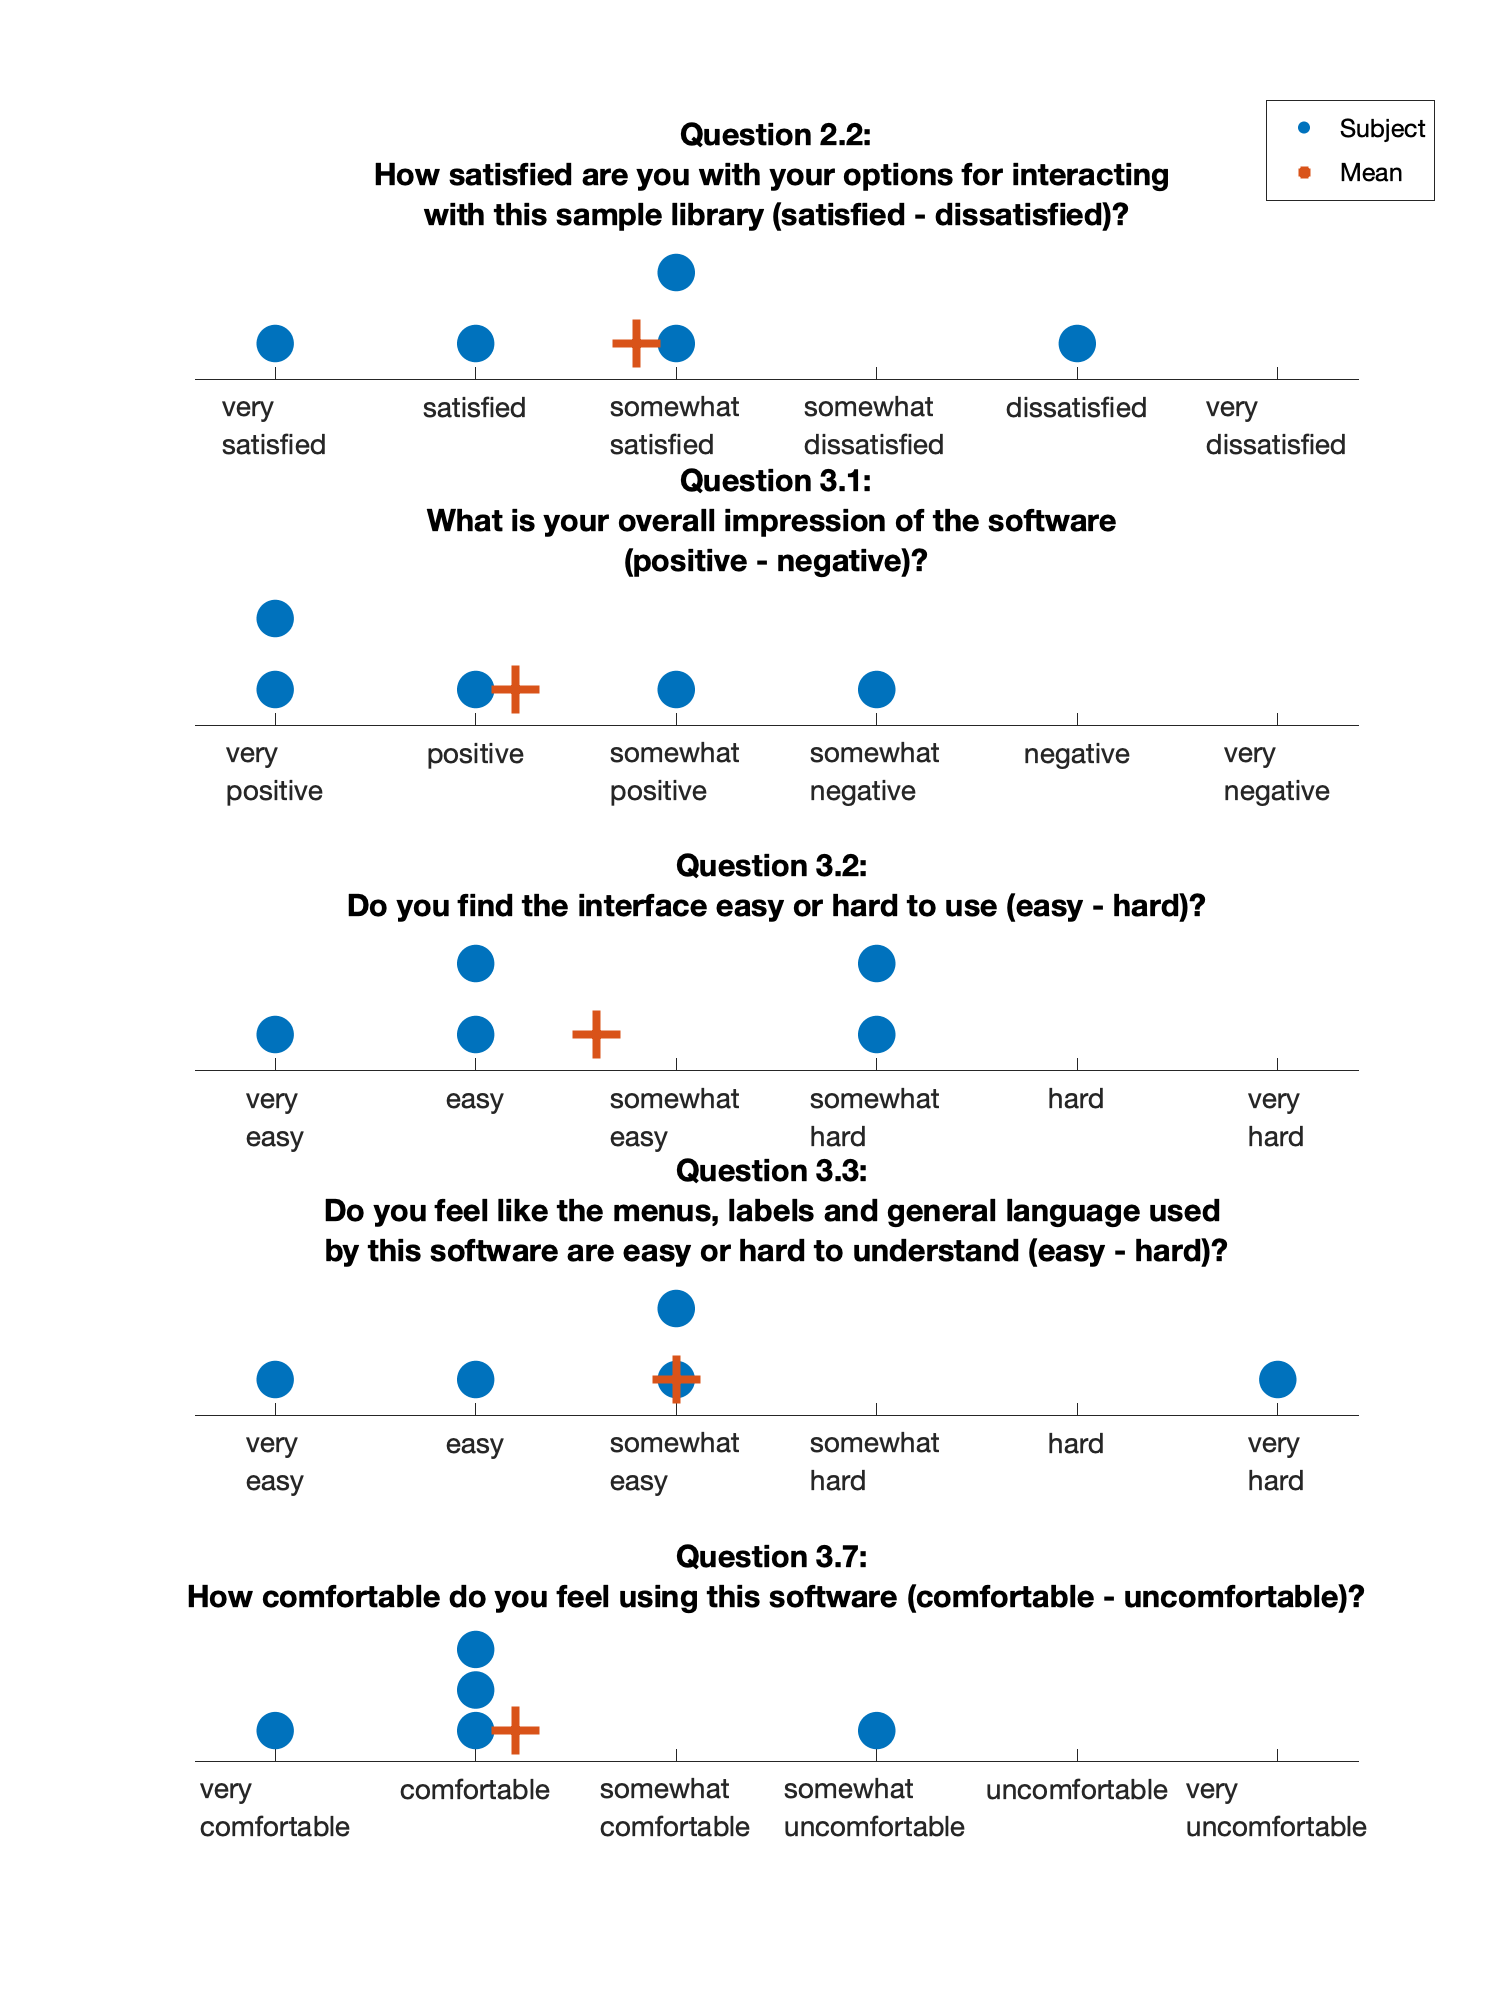 Subject
Mean
Question 2.2:
How satisfied are you with your options for interacting
with this sample library (satisfied - dissatisfied)?
very
satisfied
satisfied
somewhat
satisfied
somewhat
dissatisfied
dissatisfied
very
dissatisfied
Question 3.1:
What is your overall impression of the software
(positive - negative)?
very
positive
positive
somewhat
positive
somewhat
negative
negative
very
negative
Question 3.2:
Do you find the interface easy or hard to use (easy - hard)?
very
easy
easy
somewhat
easy
somewhat
hard
hard
very
hard
Question 3.3:
Do you feel like the menus, labels and general language used
by this software are easy or hard to understand (easy - hard)?
very
easy
easy
somewhat
easy
somewhat
hard
hard
very
hard
Question 3.7:
How comfortable do you feel using this software (comfortable - uncomfortable)?
very
comfortable
comfortable
somewhat
comfortable
somewhat
uncomfortable
uncomfortable
very
uncomfortable